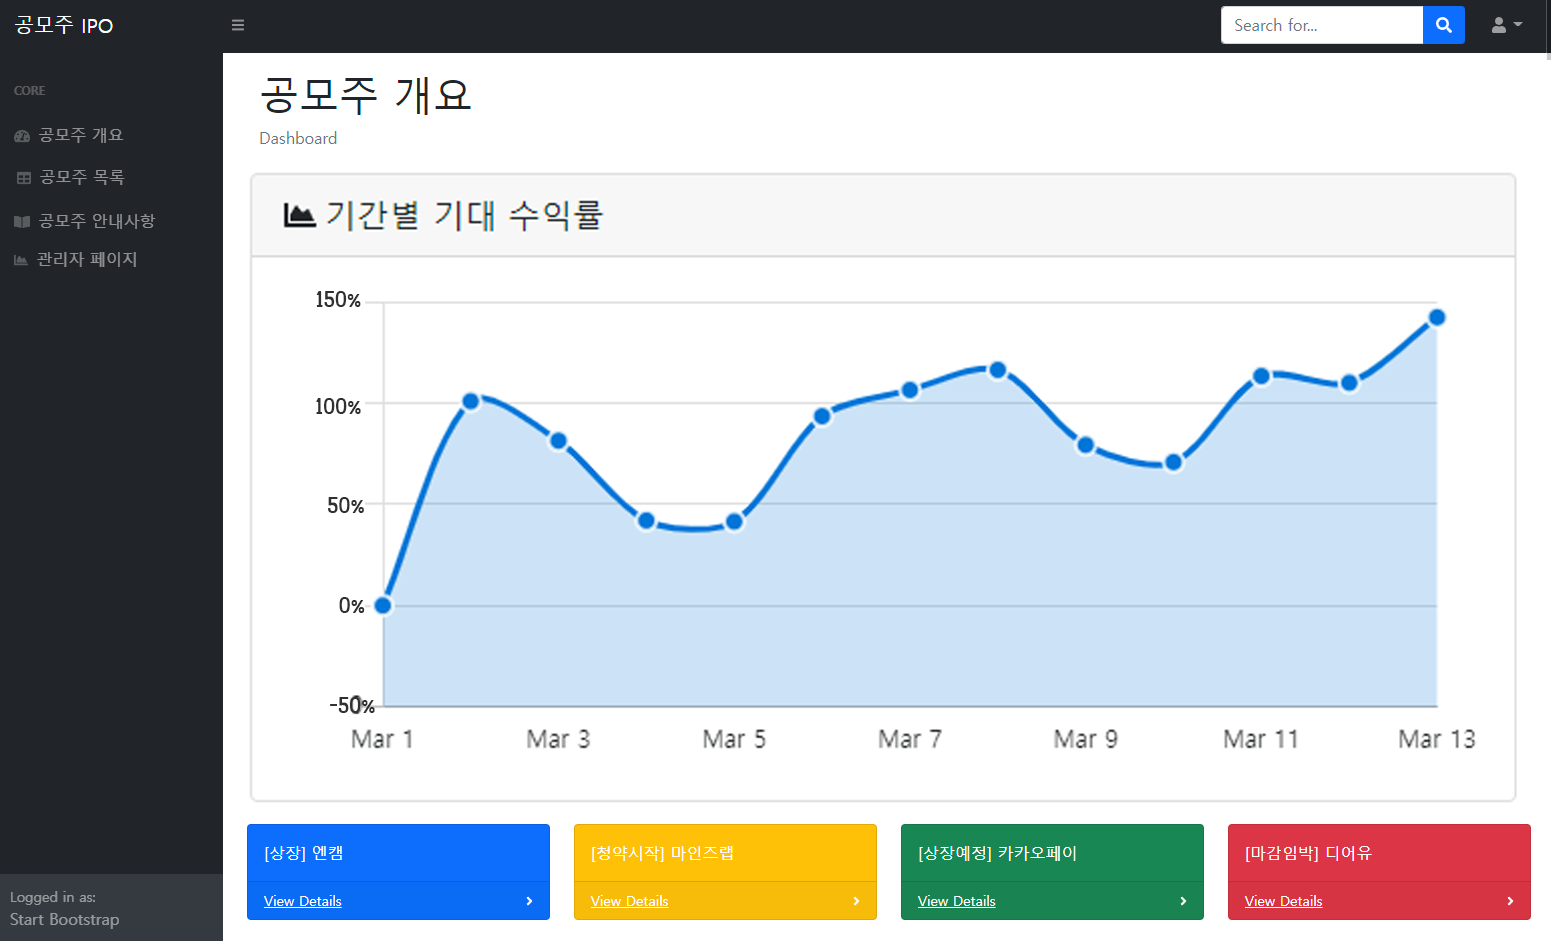 공모주 IPO
Search for...
CORE
공모주 개요
공모주 목록
공모주 안내사항
관리자 페이지
Logged in as:
Start Bootstrap
공모주 개요
Dashboard
기간별 기대 수익률
150%
100%
50%
0%
-50%
Mar 1 Mar 3 Mar 5 Mar 7 Mar 9 Mar 11 Mar 13
[상장] 엔캠
View Details
[청약시작] 마인즈랩
View Details
[상장예정] 카카오페이
View Details
[마감임박] 디어유
View Details